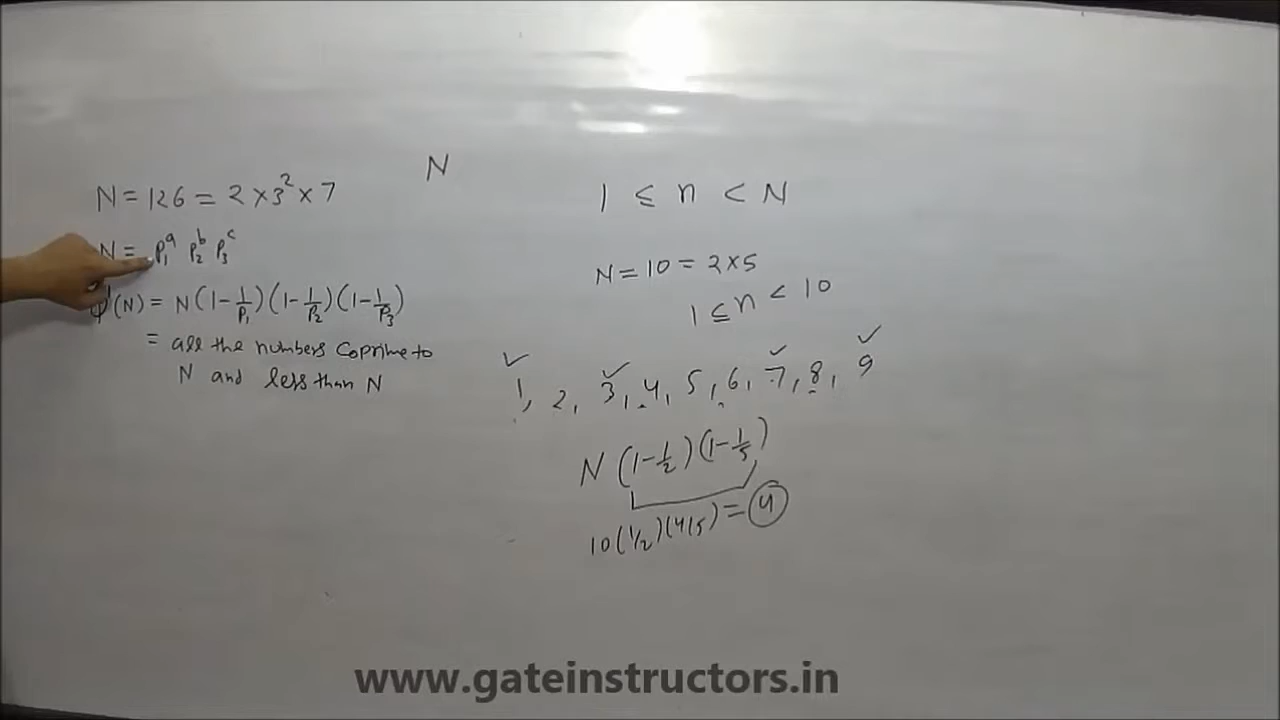 N = 126 = 2 × 3² × 7
N = p₁ᵃ p₂ᵇ p₃ᶜ
ϕ(N) = N(1 - 1/p₁)(1 - 1/p₂)(1 - 1/p₃)
= all the numbers coprime to
N and less than N
N
1 ≤ n < N
N = 10 = 2×5
1 ≤ n < 10
✓ ✓ ✓ ✓
1, 2, 3, 4, 5, 6, 7, 8, 9
N (1 - 1/2)(1 - 1/5)
10(1/2)(4/5) = 4
www.gateinstructors.in